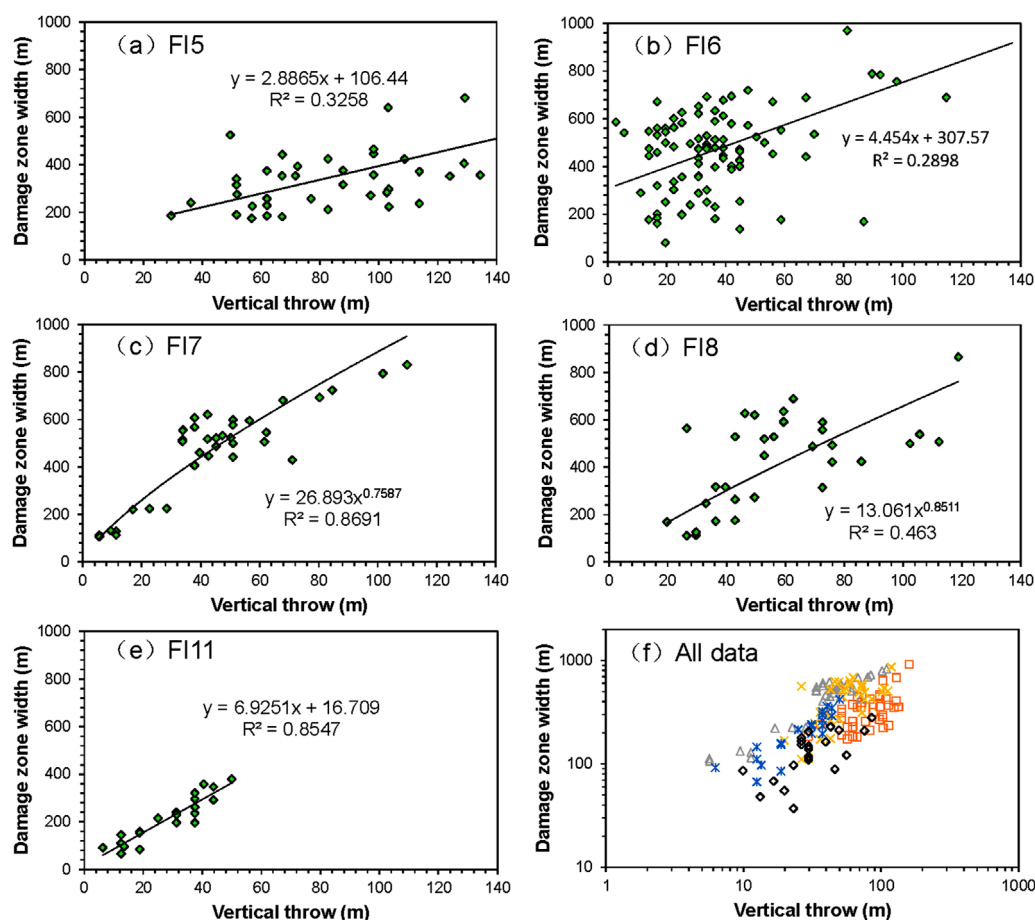 (a) FI5
y = 2.8865x + 106.44
R² = 0.3258
Damage zone width (m)
1000
800
600
400
200
0
0 20 40 60 80 100 120 140
Vertical throw (m)
(b) FI6
y = 4.454x + 307.57
R² = 0.2898
Damage zone width (m)
1000
800
600
400
200
0
0 20 40 60 80 100 120 140
Vertical throw (m)
(c) FI7
y = 26.893x^0.7587
R² = 0.8691
Damage zone width (m)
1000
800
600
400
200
0
0 20 40 60 80 100 120 140
Vertical throw (m)
(d) FI8
y = 13.061x^0.8511
R² = 0.463
Damage zone width (m)
1000
800
600
400
200
0
0 20 40 60 80 100 120 140
Vertical throw (m)
(e) FI11
y = 6.9251x + 16.709
R² = 0.8547
Damage zone width (m)
1000
800
600
400
200
0
0 20 40 60 80 100 120 140
Vertical throw (m)
(f) All data
Damage zone width (m)
1000
100
10
1 10 100 1000
Vertical throw (m)